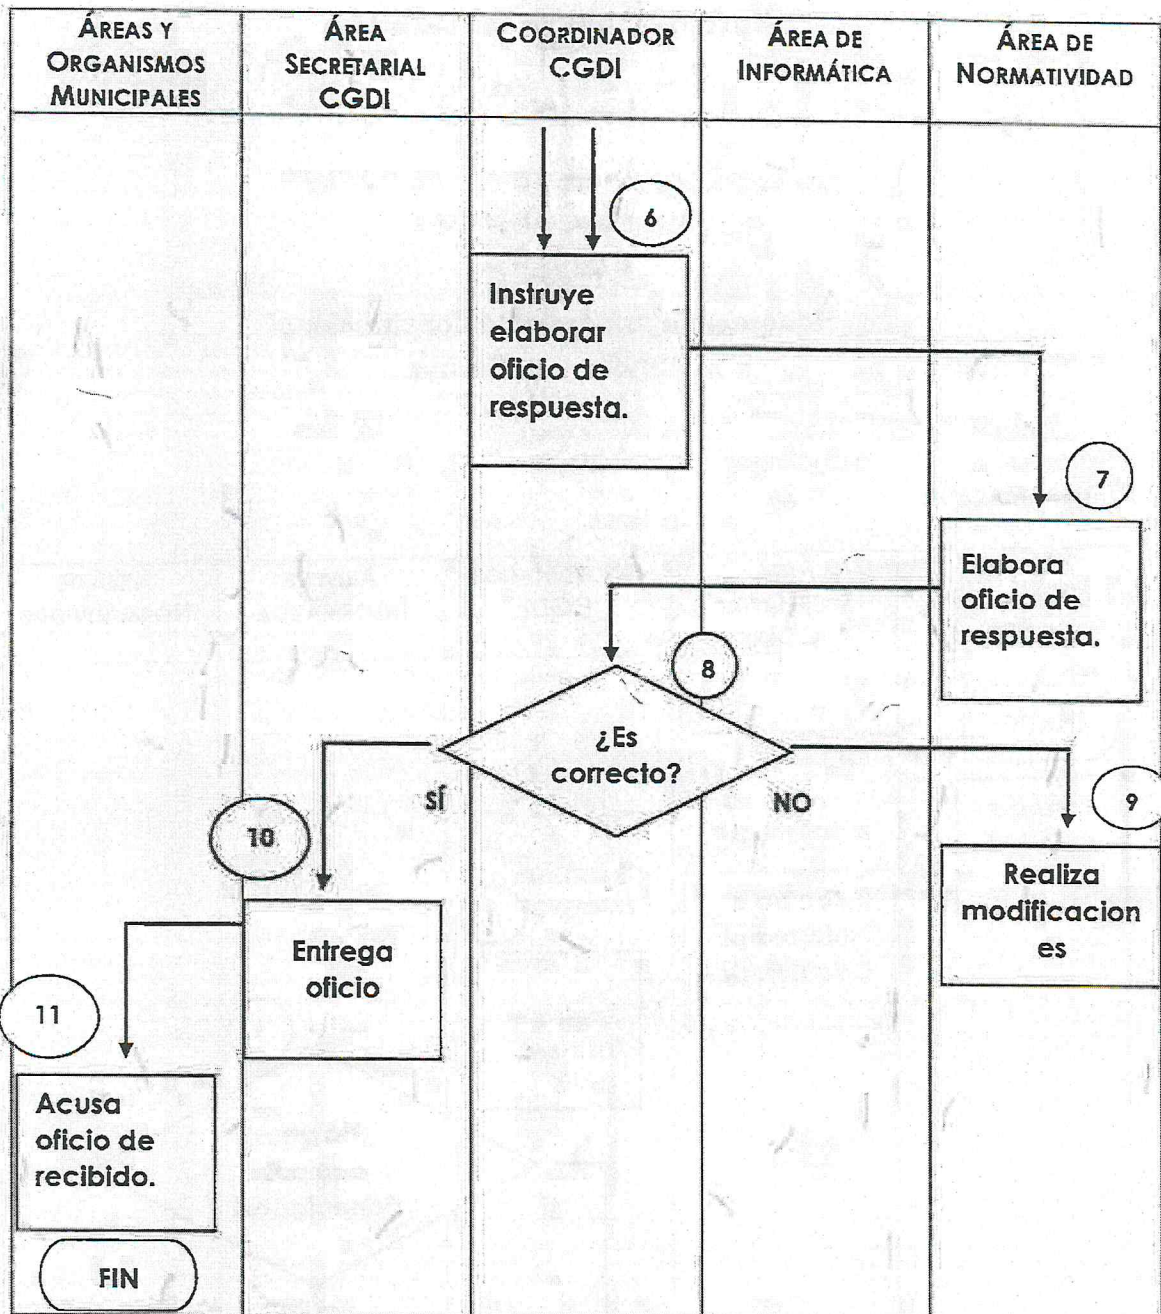 ÁREAS Y
ORGANISMOS
MUNICIPALES
ÁREA
SECRETARIAL
CGDI
COORDINADOR
CGDI
ÁREA DE
INFORMÁTICA
ÁREA DE
NORMATIVIDAD
6
Instruye
elaborar
oficio de
respuesta.
7
Elabora
oficio de
respuesta.
8
¿Es
correcto?
SÍ
NO
9
Realiza
modificacion
es
10
Entrega
oficio
11
Acusa
oficio de
recibido.
FIN